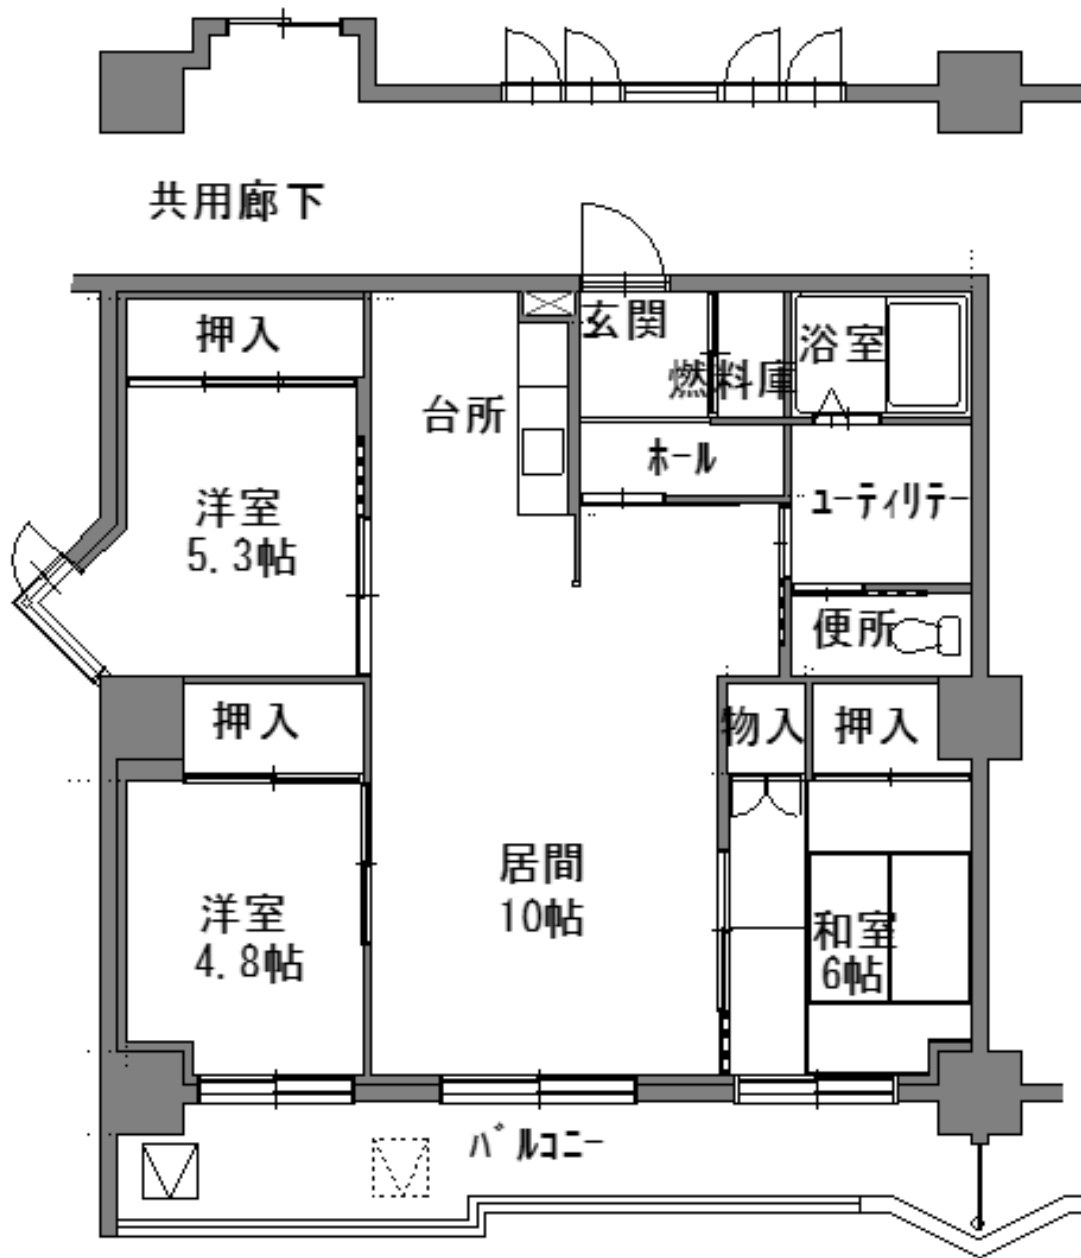 共用廊下
押入
玄関
浴室
燃料庫
台所
ホール
洋室
5.3帖
ユーティリテー
便所
押入
物入
押入
居間
10帖
洋室
4.8帖
和室
6帖
バルコニー